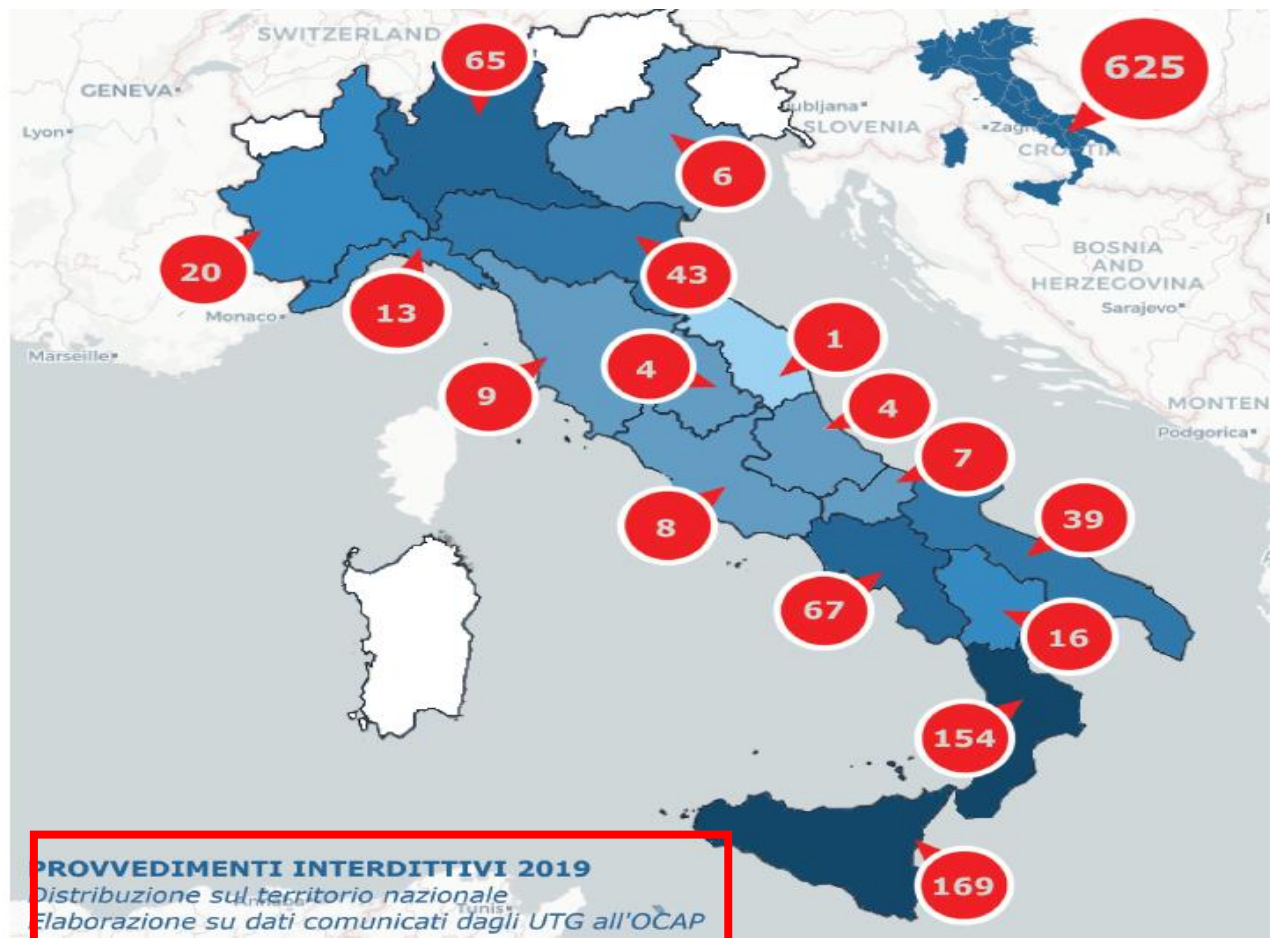 SWITZERLAND
65
625
GENEVA
Ljubljana
Lyon
SLOVENIA
CROATIA
6
20
43
BOSNIA
AND
HERZEGOVINA
13
Monaco
Sarajevo
1
Marseille
4
9
4
MONTEN
Podgorica
7
8
39
67
16
154
169
PROVVEDIMENTI INTERDITTIVI 2019
Distribuzione sul territorio nazionale
Elaborazione su dati comunicati dagli UTG all'OCAP
Annaba
Tunis